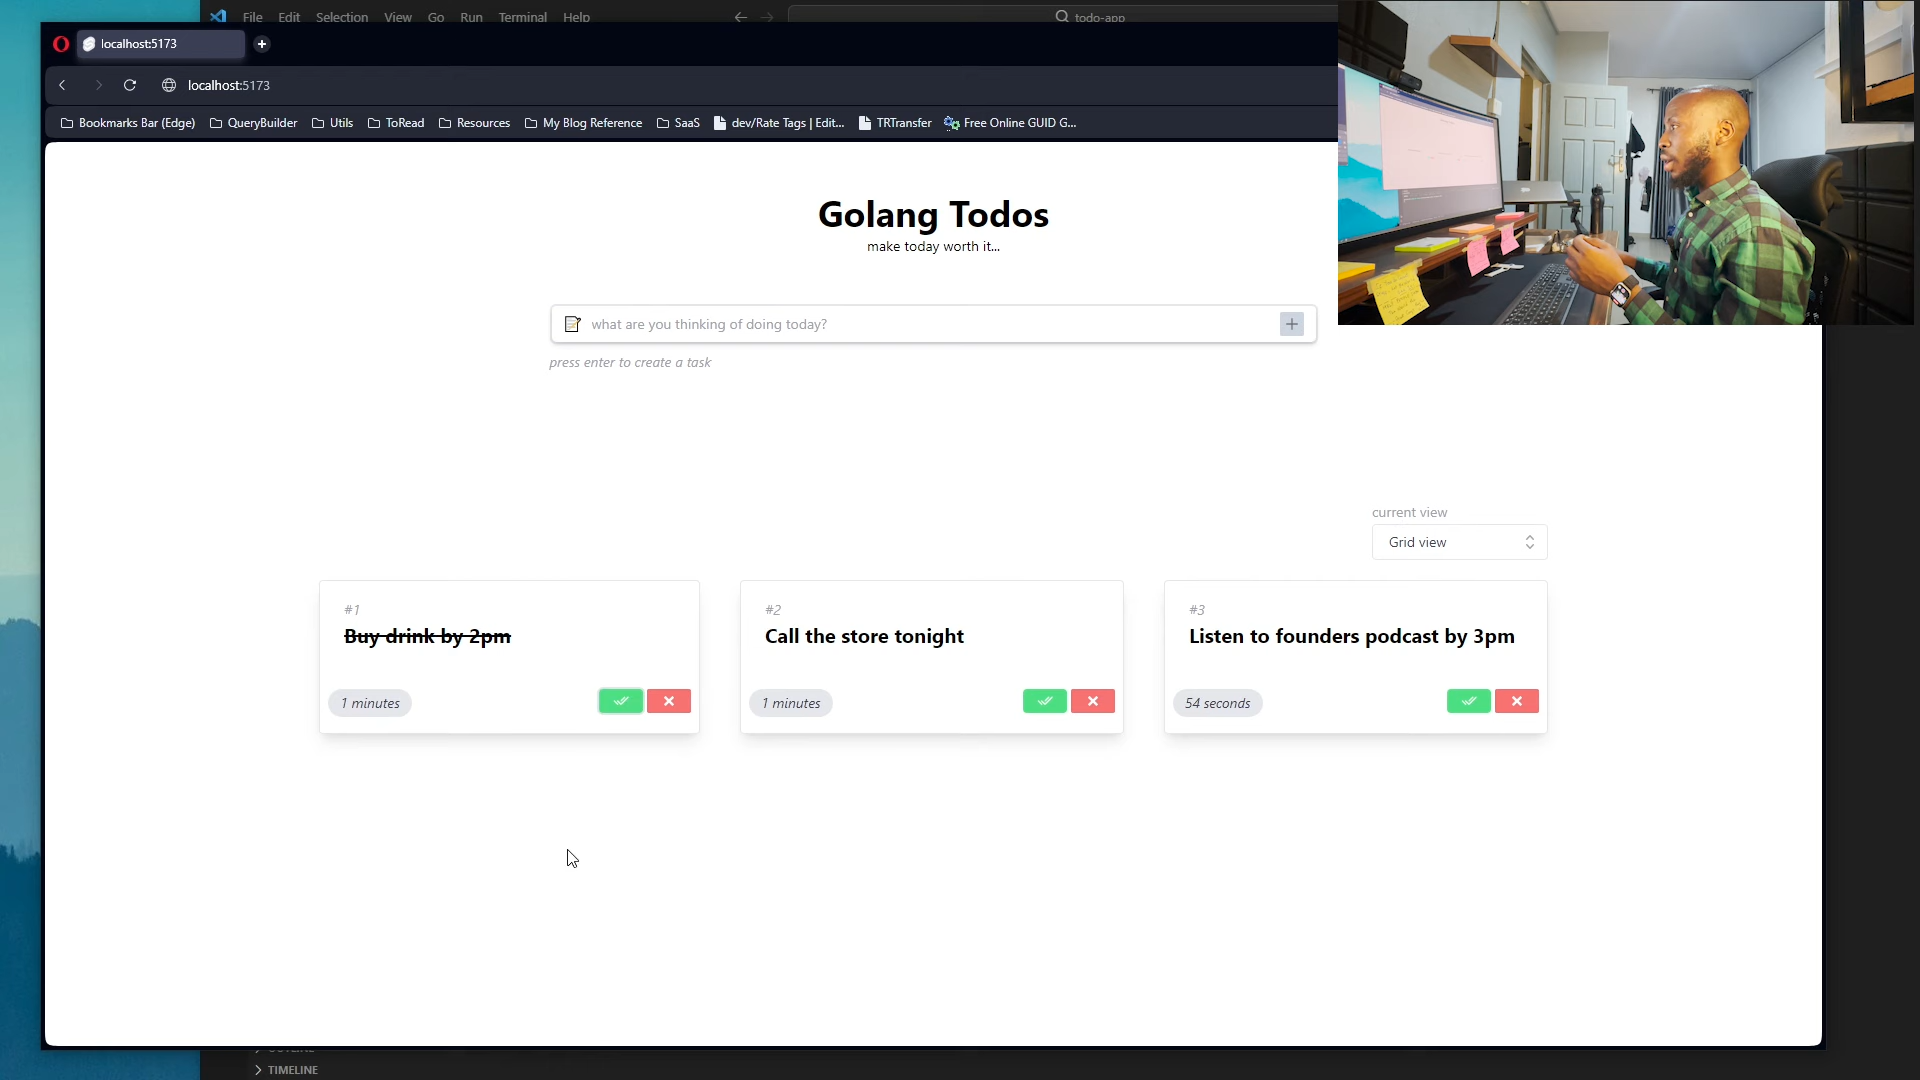 File Edit Selection View Go Run Terminal Help
todo-app
localhost:5173
localhost:5173
Bookmarks Bar (Edge) QueryBuilder Utils ToRead Resources My Blog Reference SaaS dev/Rate Tags | Edit... TRTransfer Free Online GUID G...
Golang Todos
make today worth it...
what are you thinking of doing today?
press enter to create a task
current view
Grid view
#1
Buy drink by 2pm
1 minutes
#2
Call the store tonight
1 minutes
#3
Listen to founders podcast by 3pm
54 seconds
TIMELINE